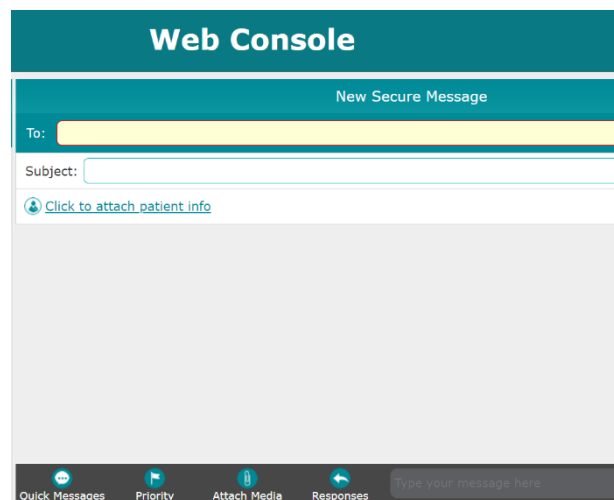 Web Console
New Secure Message
To:
Subject:
Click to attach patient info
Quick Messages Priority Attach Media Responses Type your message here